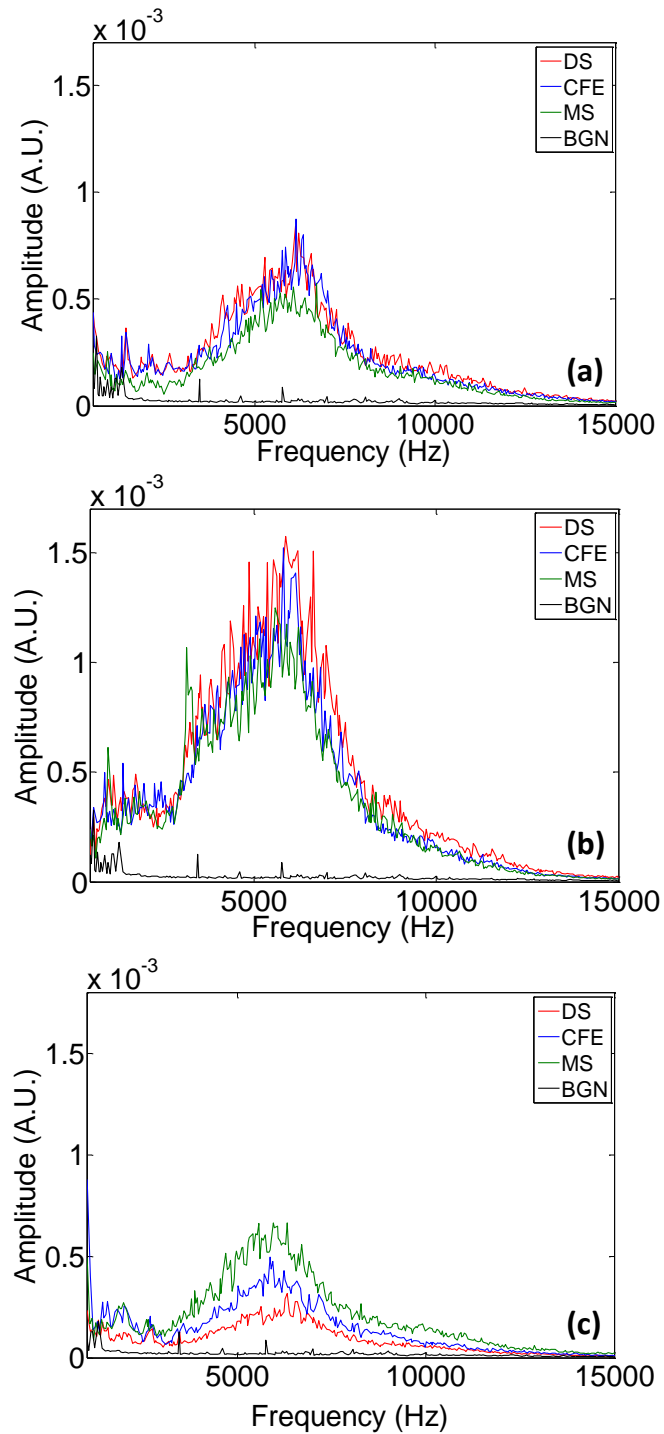 x 10-3
1.5
1
0.5
0
Amplitude (A.U.)
DS
CFE
MS
BGN
(a)
5000
10000
15000
Frequency (Hz)
x 10-3
1.5
1
0.5
0
Amplitude (A.U.)
DS
CFE
MS
BGN
(b)
5000
10000
15000
Frequency (Hz)
x 10-3
1.5
1
0.5
0
Amplitude (A.U.)
DS
CFE
MS
BGN
(c)
5000
10000
15000
Frequency (Hz)